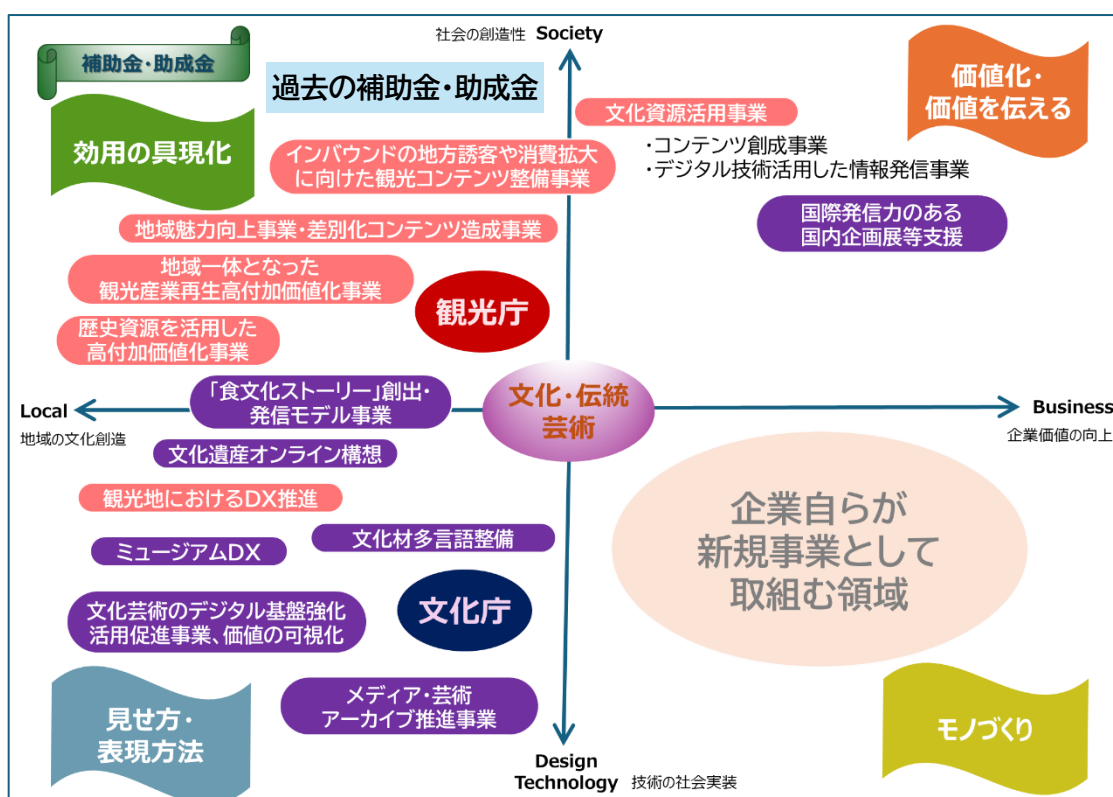 社会の創造性 Society
補助金・助成金
過去の補助金・助成金
価値化・
価値を伝える
効用の具現化
文化資源活用事業
・コンテンツ創成事業
・デジタル技術活用した情報発信事業
インバウンドの地方誘客や消費拡大
に向けた観光コンテンツ整備事業
国際発信力のある
国内企画展等支援
地域魅力向上事業・差別化コンテンツ造成事業
地域一体となった
観光産業再生高付加価値化事業
観光庁
歴史資源を活用した
高付加価値化事業
「食文化ストーリー」創出・
発信モデル事業
文化・伝統
芸術
Local
地域の文化創造
Business
企業価値の向上
文化遺産オンライン構想
観光地におけるDX推進
文化材多言語整備
ミュージアムDX
企業自らが
新規事業として
取組む領域
文化芸術のデジタル基盤強化
活用促進事業、価値の可視化
文化庁
メディア・芸術
アーカイブ推進事業
見せ方・
表現方法
モノづくり
Design
Technology 技術の社会実装